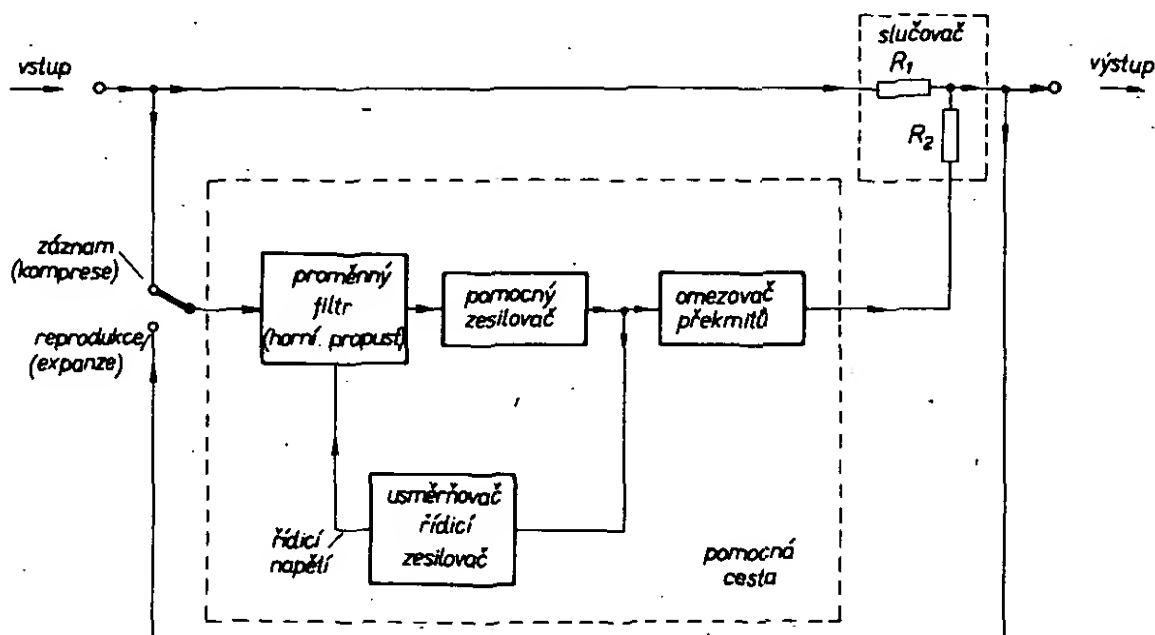 slučovač
vstup
R1
výstup
R2
záznam
(komprese)
reprodukce/
(expanze)
proměnný
filtr
(horní propust)
pomocný
zesilovač
omezovač
překmitů
usměrňovač
řídicí
zesilovač
řídicí
napětí
pomocná
cesta